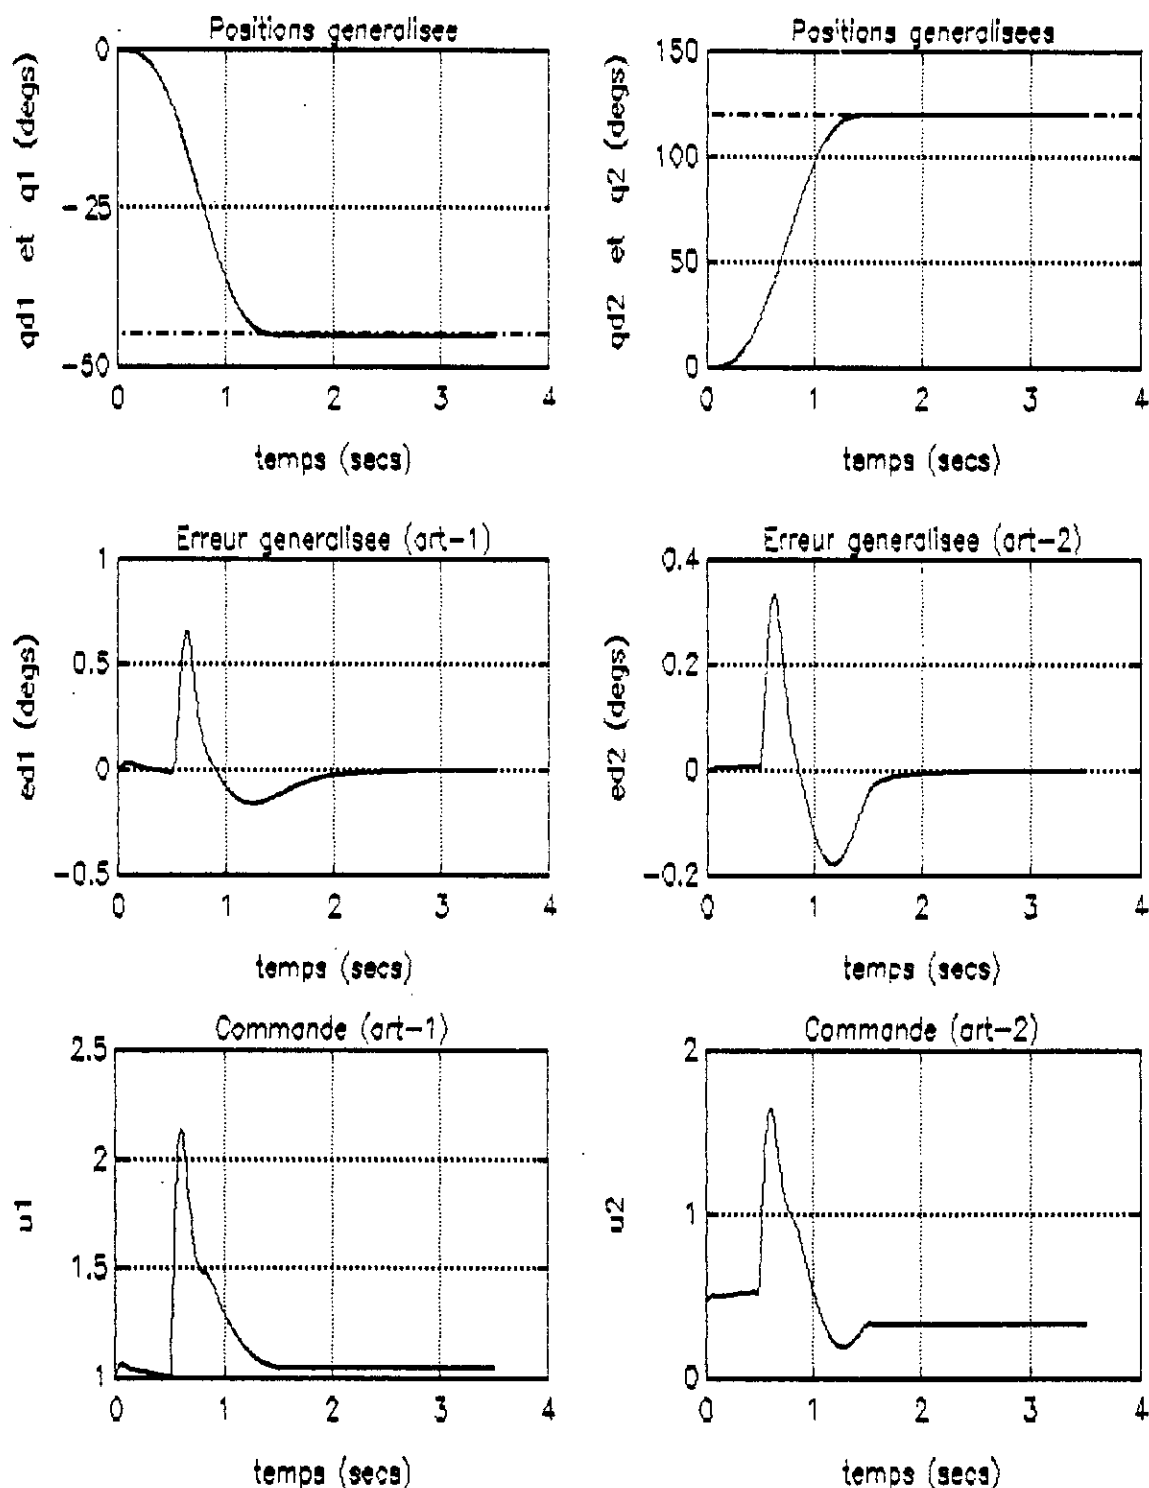 Positions generalisee
qd1 et q1 (degs)
0
-25
-50
0 1 2 3 4
temps (secs)
Positions generalisees
qd2 et q2 (degs)
150
100
50
0
0 1 2 3 4
temps (secs)
Erreur generalisee (art-1)
ed1 (degs)
1
0.5
0
-0.5
0 1 2 3 4
temps (secs)
Erreur generalisee (art-2)
ed2 (degs)
0.4
0.2
0
-0.2
0 1 2 3 4
temps (secs)
Commande (art-1)
u1
2.5
2
1.5
1
0 1 2 3 4
temps (secs)
Commande (art-2)
u2
2
1
0
0 1 2 3 4
temps (secs)